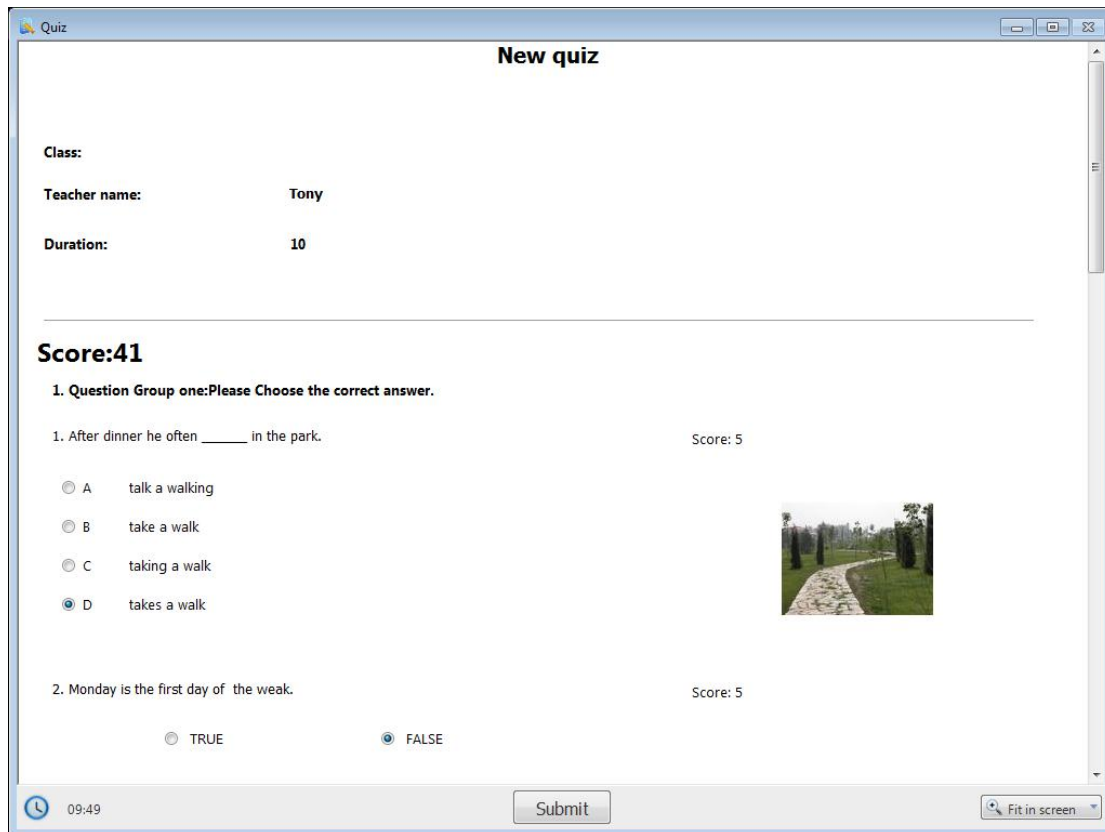 Quiz
New quiz
Class:
Teacher name: Tony
Duration: 10
Score:41
1. Question Group one:Please Choose the correct answer.
1. After dinner he often ______ in the park. Score: 5
A talk a walking
B take a walk
C taking a walk
D takes a walk
2. Monday is the first day of  the weak. Score: 5
TRUE FALSE
09:49 Submit Fit in screen